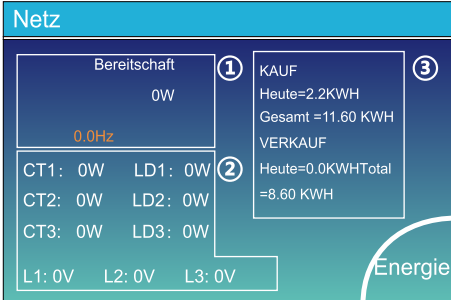 Netz
Bereitschaft
0W
0.0Hz
①
CT1: 0W LD1: 0W
②
CT2: 0W LD2: 0W
CT3: 0W LD3: 0W
L1: 0V L2: 0V L3: 0V
③
KAUF
Heute=2.2KWH
Gesamt =11.60 KWH
VERKAUF
Heute=0.0KWHTotal
=8.60 KWH
Energie